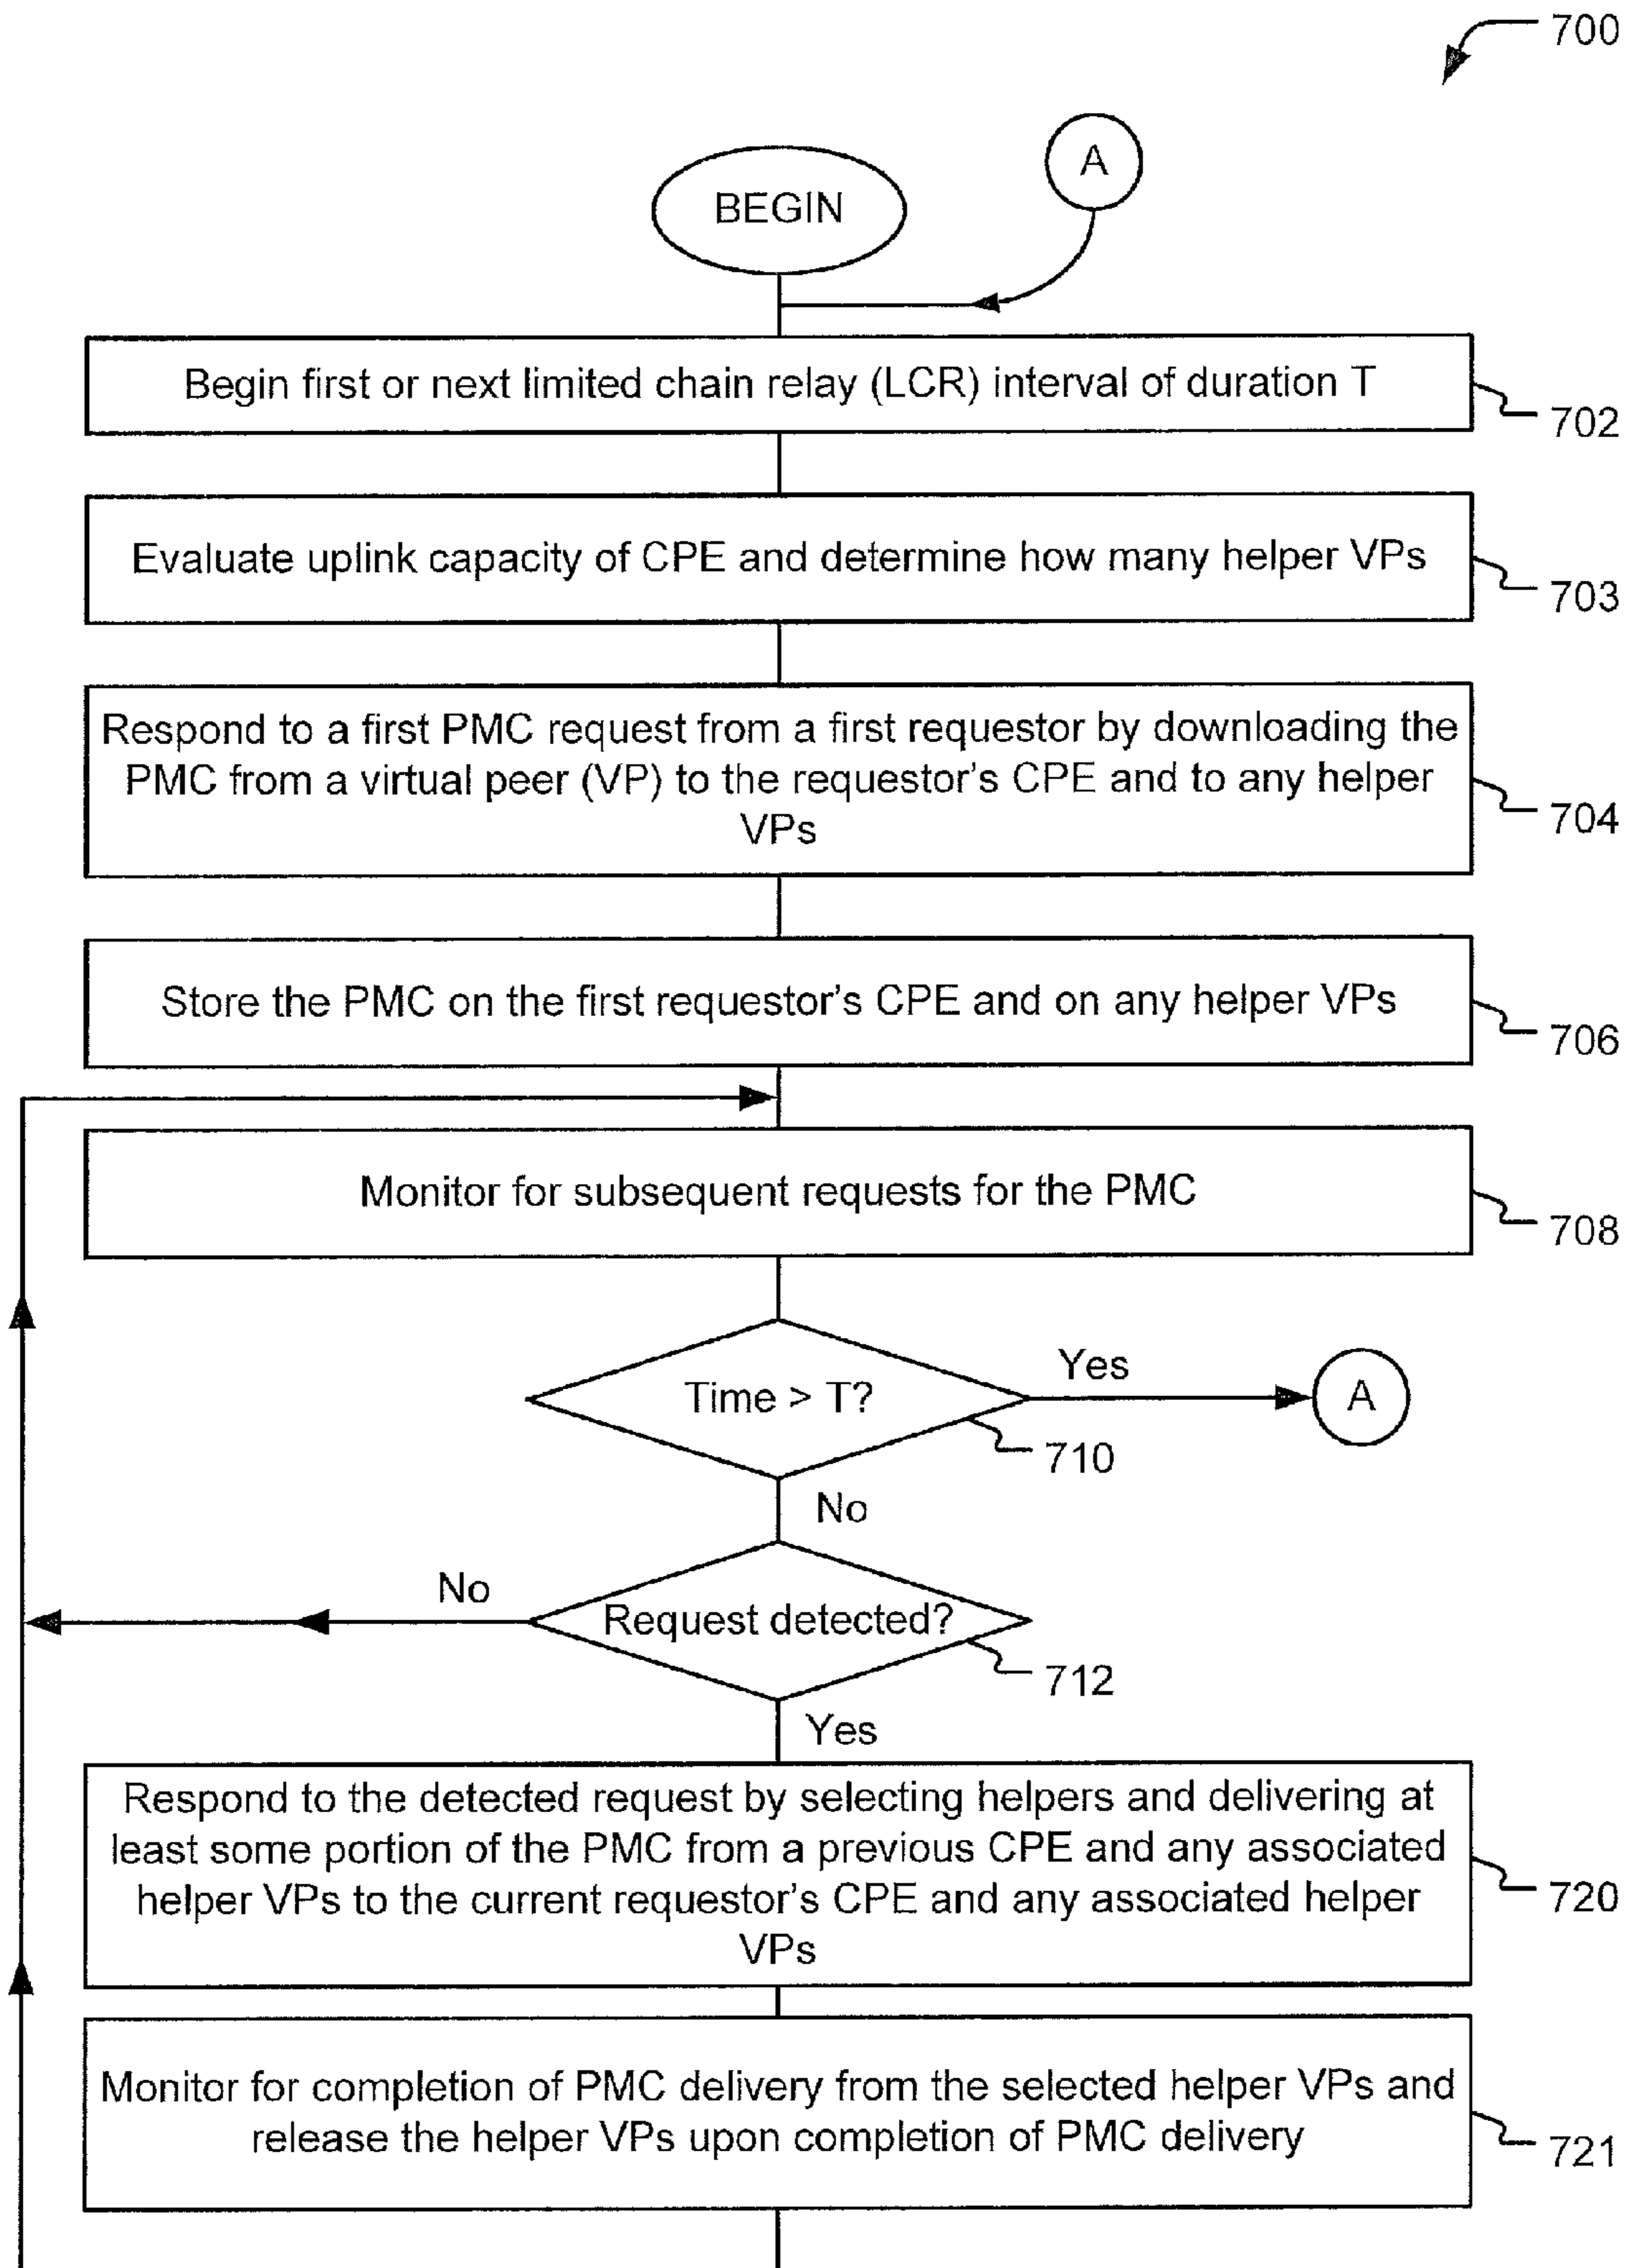 700
A
BEGIN
Begin first or next limited chain relay (LCR) interval of duration T
702
Evaluate uplink capacity of CPE and determine how many helper VPs
703
Respond to a first PMC request from a first requestor by downloading the
PMC from a virtual peer (VP) to the requestor's CPE and to any helper
VPs
704
Store the PMC on the first requestor's CPE and on any helper VPs
706
Monitor for subsequent requests for the PMC
708
Time > T?
Yes
A
710
No
Request detected?
No
712
Yes
Respond to the detected request by selecting helpers and delivering at
least some portion of the PMC from a previous CPE and any associated
helper VPs to the current requestor's CPE and any associated helper
VPs
720
Monitor for completion of PMC delivery from the selected helper VPs and
release the helper VPs upon completion of PMC delivery
721